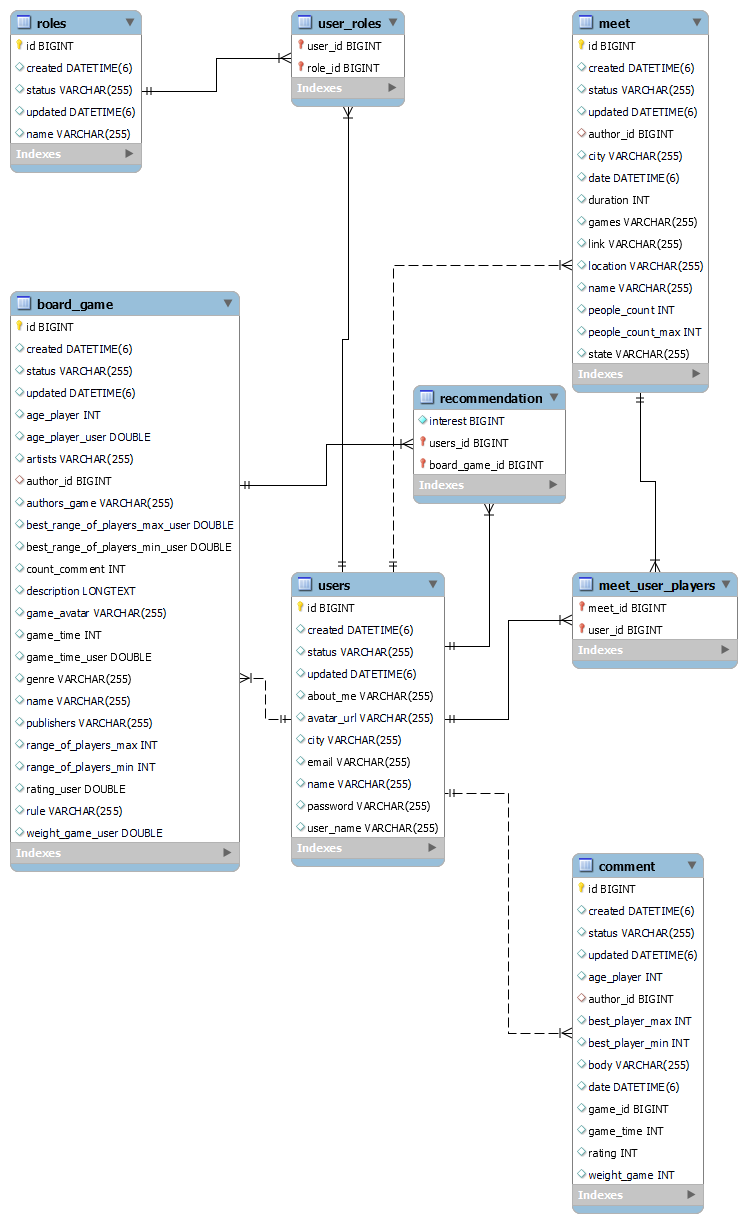 roles
id BIGINT
created DATETIME(6)
status VARCHAR(255)
updated DATETIME(6)
name VARCHAR(255)
Indexes
user_roles
user_id BIGINT
role_id BIGINT
Indexes
meet
id BIGINT
created DATETIME(6)
status VARCHAR(255)
updated DATETIME(6)
author_id BIGINT
city VARCHAR(255)
date DATETIME(6)
duration INT
games VARCHAR(255)
link VARCHAR(255)
location VARCHAR(255)
name VARCHAR(255)
people_count INT
people_count_max INT
state VARCHAR(255)
Indexes
board_game
id BIGINT
created DATETIME(6)
status VARCHAR(255)
updated DATETIME(6)
age_player INT
age_player_user DOUBLE
artists VARCHAR(255)
author_id BIGINT
authors_game VARCHAR(255)
best_range_of_players_max_user DOUBLE
best_range_of_players_min_user DOUBLE
count_comment INT
description LONGTEXT
game_avatar VARCHAR(255)
game_time INT
game_time_user DOUBLE
genre VARCHAR(255)
name VARCHAR(255)
publishers VARCHAR(255)
range_of_players_max INT
range_of_players_min INT
rating_user DOUBLE
rule VARCHAR(255)
weight_game_user DOUBLE
Indexes
recommendation
interest BIGINT
users_id BIGINT
board_game_id BIGINT
Indexes
users
id BIGINT
created DATETIME(6)
status VARCHAR(255)
updated DATETIME(6)
about_me VARCHAR(255)
avatar_url VARCHAR(255)
city VARCHAR(255)
email VARCHAR(255)
name VARCHAR(255)
password VARCHAR(255)
user_name VARCHAR(255)
Indexes
meet_user_players
meet_id BIGINT
user_id BIGINT
Indexes
comment
id BIGINT
created DATETIME(6)
status VARCHAR(255)
updated DATETIME(6)
age_player INT
author_id BIGINT
best_player_max INT
best_player_min INT
body VARCHAR(255)
date DATETIME(6)
game_id BIGINT
game_time INT
rating INT
weight_game INT
Indexes